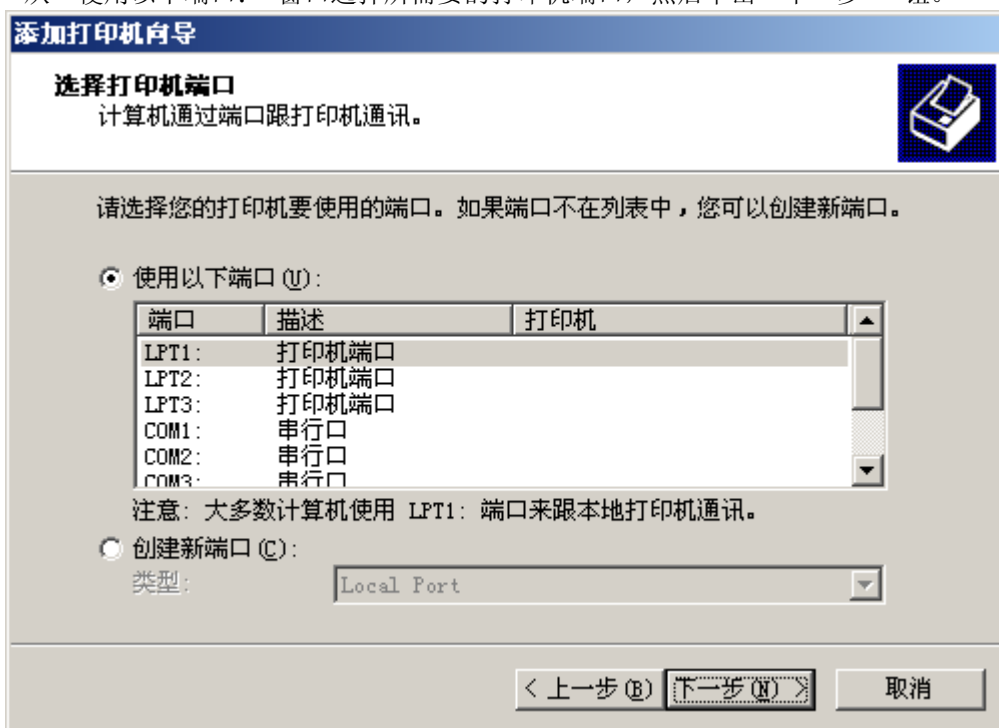 添加打印机向导
选择打印机端口
计算机通过端口跟打印机通讯。
请选择您的打印机要使用的端口。如果端口不在列表中，您可以创建新端口。
使用以下端口(U):
端口 描述 打印机
LPT1: 打印机端口
LPT2: 打印机端口
LPT3: 打印机端口
COM1: 串行口
COM2: 串行口
COM3: 串行口
注意: 大多数计算机使用 LPT1: 端口来跟本地打印机通讯。
创建新端口(C):
类型: Local Port
< 上一步(B) 下一步(N) > 取消